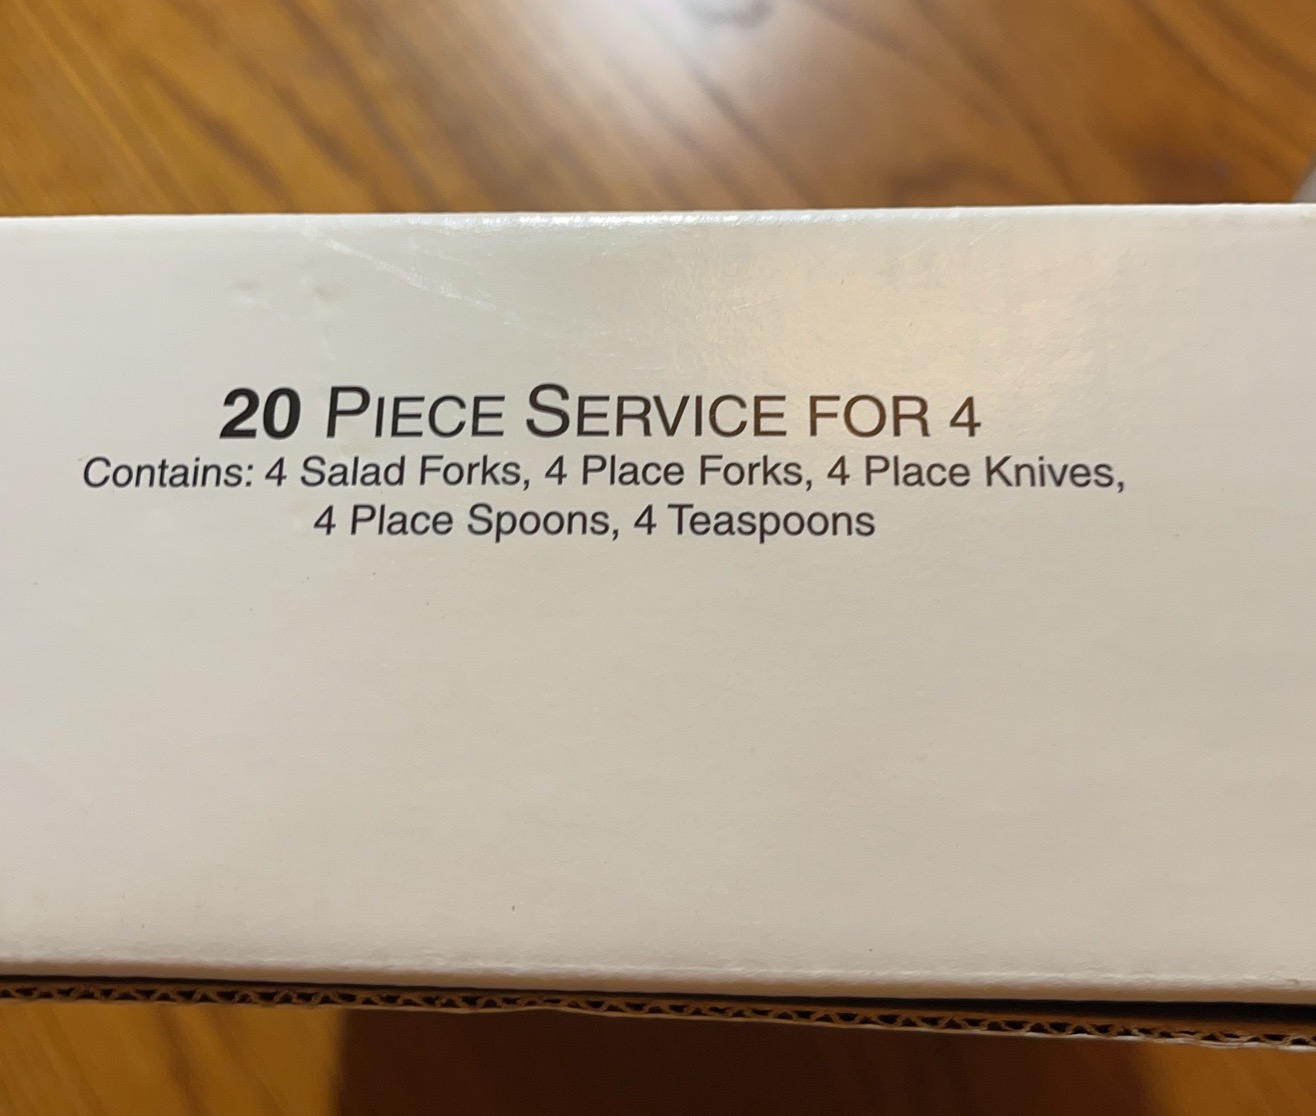 20 PIECE SERVICE FOR 4
Contains: 4 Salad Forks, 4 Place Forks, 4 Place Knives,
4 Place Spoons, 4 Teaspoons